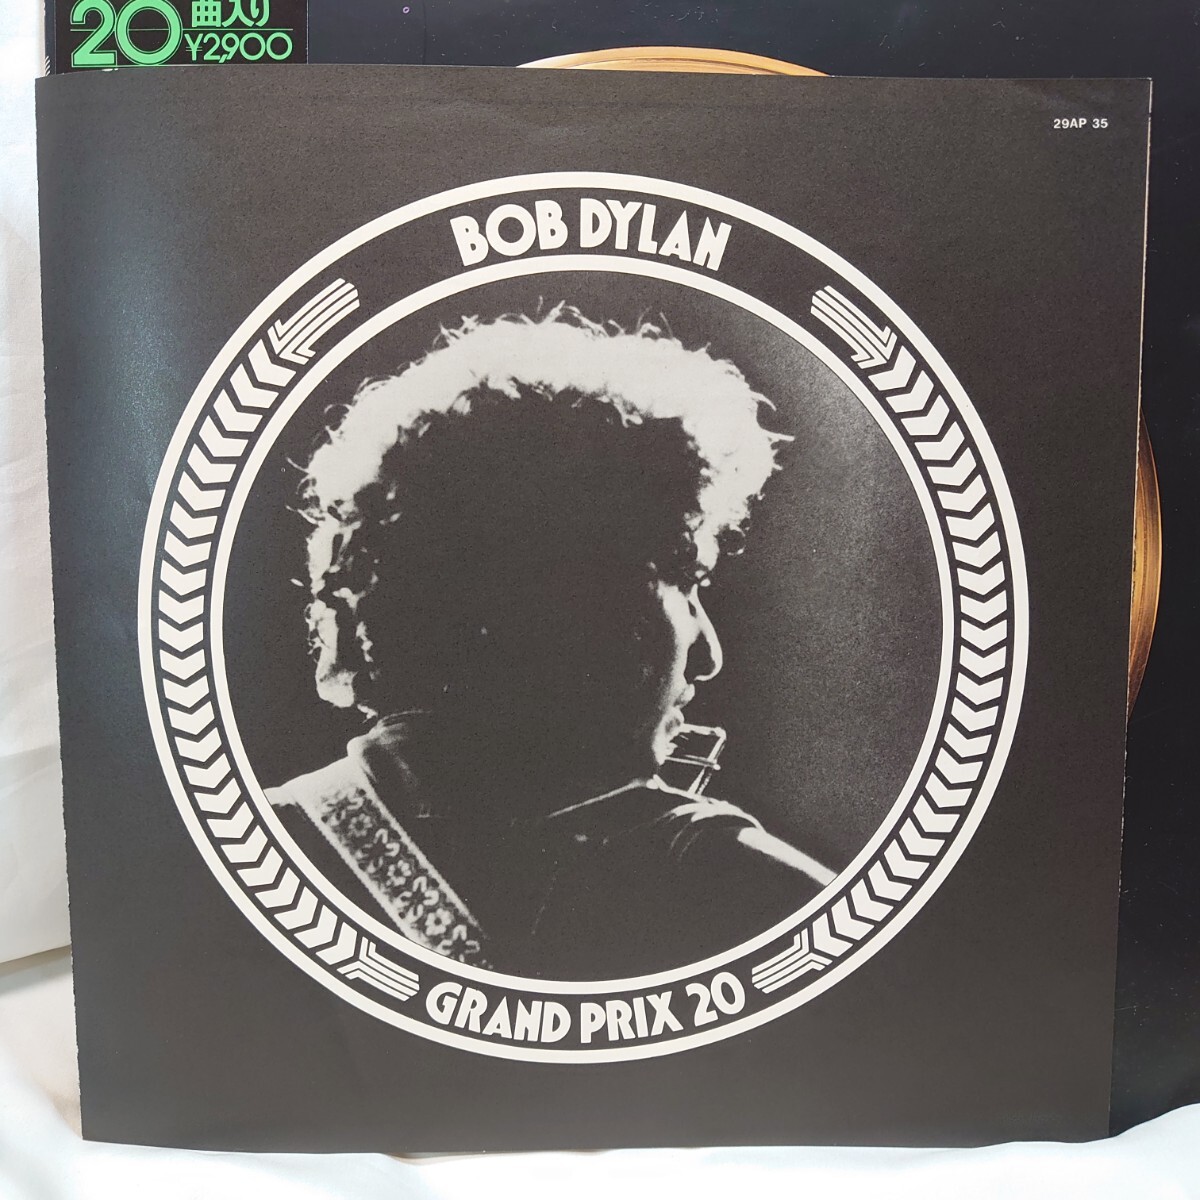 20曲入り
¥2,900
29AP 35
BOB DYLAN
GRAND PRIX 20